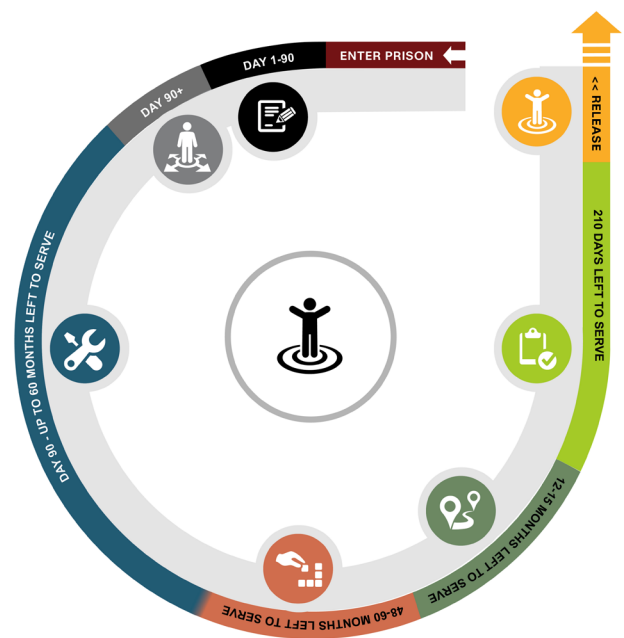 ENTER PRISON
DAY 1-90
DAY 90+
DAY 90 - UP TO 60 MONTHS LEFT TO SERVE
48-60 MONTHS LEFT TO SERVE
12-15 MONTHS LEFT TO SERVE
210 DAYS LEFT TO SERVE
<< RELEASE